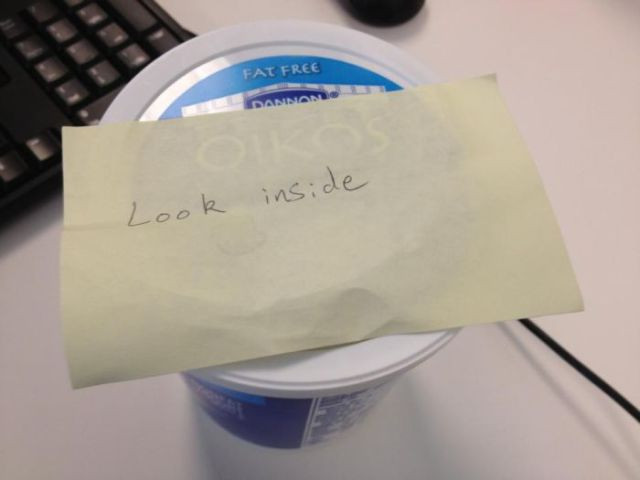 FAT FREE
DANNON
OIKOS
Look inside